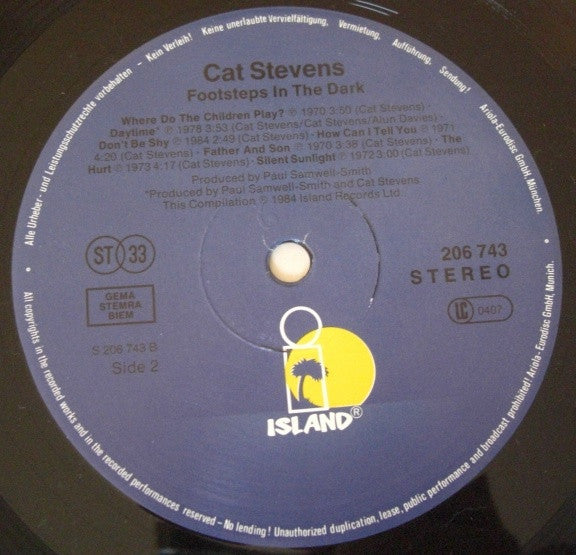 Alle Urheber- und Leistungsschutzrechte vorbehalten - Kein Verleih! Keine unerlaubte Vervielfältigung, Vermietung, Aufführung, Sendung! Ariola-Eurodisc GmbH, München.
Cat Stevens
Footsteps In The Dark
Where Do The Children Play? ℗ 1970 3:50 (Cat Stevens) ·
Daytime* ℗ 1978 3:53 (Cat Stevens/Cat Stevens/Alun Davies) ·
Don't Be Shy ℗ 1984 2:49 (Cat Stevens) · How Can I Tell You ℗ 1971
4:20 (Cat Stevens) · Father And Son ℗ 1970 3:38 (Cat Stevens) · The
Hurt ℗ 1973 4:17 (Cat Stevens) · Silent Sunlight ℗ 1972 3:00 (Cat Stevens)
Produced by Paul Samwell-Smith
*Produced by Paul Samwell-Smith and Cat Stevens
This Compilation ℗ 1984 Island Records Ltd.
ST 33
206 743
STEREO
GEMA
STEMRA
BIEM
LC 0407
S 206 743 B
Side 2
ISLAND®
All copyrights in the recorded works and in the recorded performances reserved - No lending! Unauthorized duplication, lease, public performance and broadcast prohibited! Ariola-Eurodisc GmbH, Munich.